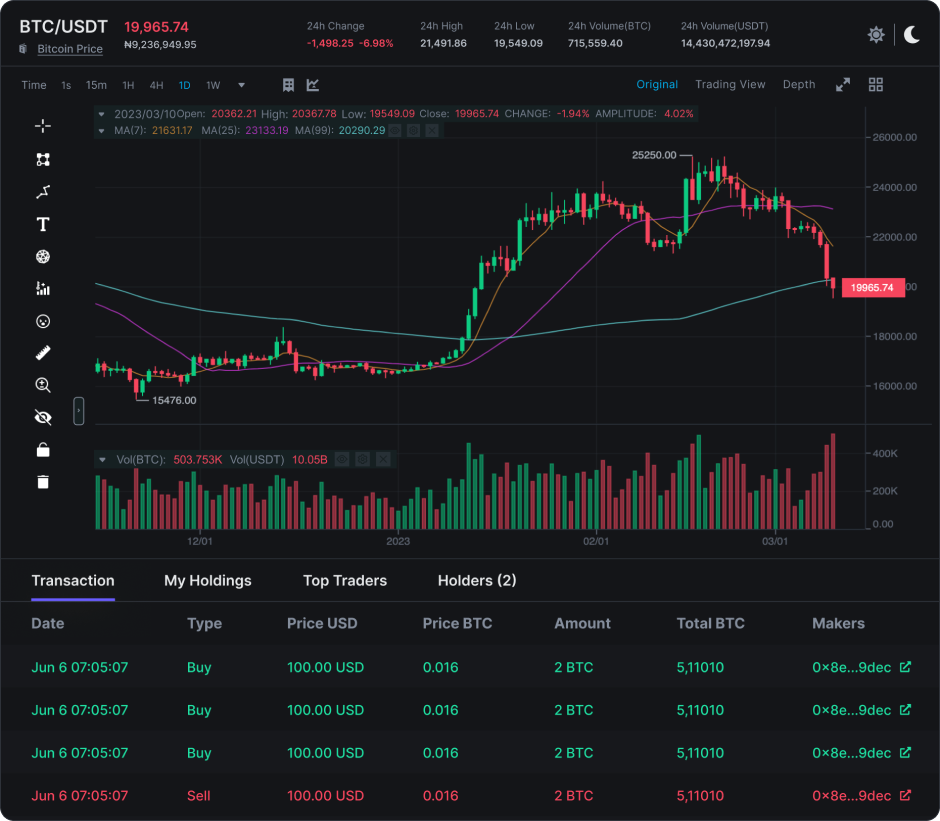 BTC/USDT 19,965.74 24h Change 24h High 24h Low 24h Volume(BTC) 24h Volume(USDT)
Bitcoin Price ₦9,236,949.95 -1,498.25 -6.98% 21,491.86 19,549.09 715,559.40 14,430,472,197.94
Time 1s 15m 1H 4H 1D 1W Original Trading View Depth
2023/03/10Open: 20362.21 High: 20367.78 Low: 19549.09 Close: 19965.74 CHANGE: -1.94% AMPLITUDE: 4.02%
MA(7): 21631.17 MA(25): 23133.19 MA(99): 20290.29
26000.00
25250.00
24000.00
22000.00
19965.74
18000.00
16000.00
15476.00
Vol(BTC): 503.753K Vol(USDT) 10.05B
400K
200K
0.00
12/01 2023 02/01 03/01
Transaction My Holdings Top Traders Holders (2)
Date Type Price USD Price BTC Amount Total BTC Makers
Jun 6 07:05:07 Buy 100.00 USD 0.016 2 BTC 5,11010 0x8e...9dec
Jun 6 07:05:07 Buy 100.00 USD 0.016 2 BTC 5,11010 0x8e...9dec
Jun 6 07:05:07 Buy 100.00 USD 0.016 2 BTC 5,11010 0x8e...9dec
Jun 6 07:05:07 Sell 100.00 USD 0.016 2 BTC 5,11010 0x8e...9dec